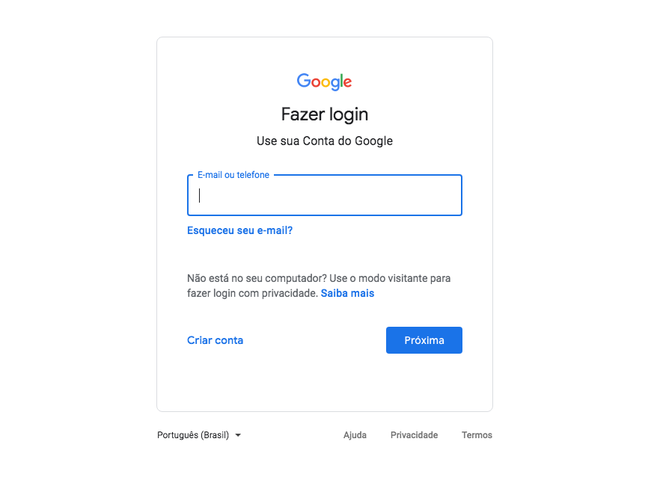 Google
Fazer login
Use sua Conta do Google
E-mail ou telefone
Esqueceu seu e-mail?
Não está no seu computador? Use o modo visitante para
fazer login com privacidade. Saiba mais
Criar conta
Próxima
Português (Brasil)
Ajuda
Privacidade
Termos